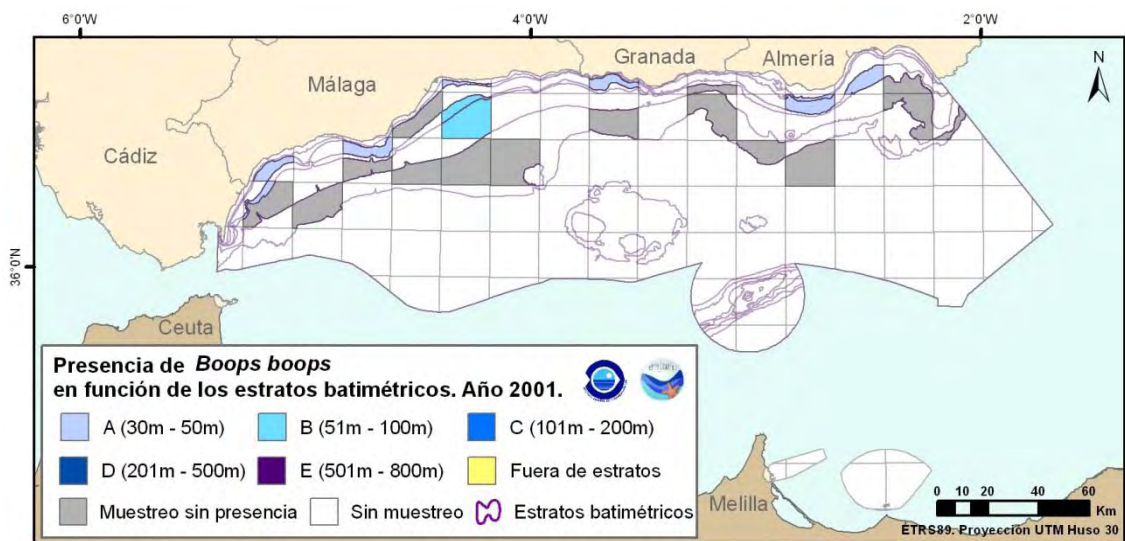 6°0'W 4°0'W 2°0'W
Granada Almería
N
Málaga
Cádiz
36°0'N
Ceuta
Presencia de Boops boops
en función de los estratos batimétricos. Año 2001.
A (30m - 50m) B (51m - 100m) C (101m - 200m)
D (201m - 500m) E (501m - 800m) Fuera de estratos
Muestreo sin presencia Sin muestreo Estratos batimétricos
Melilla
0 10 20 40 60
Km
ETRS89. Proyección UTM Huso 30